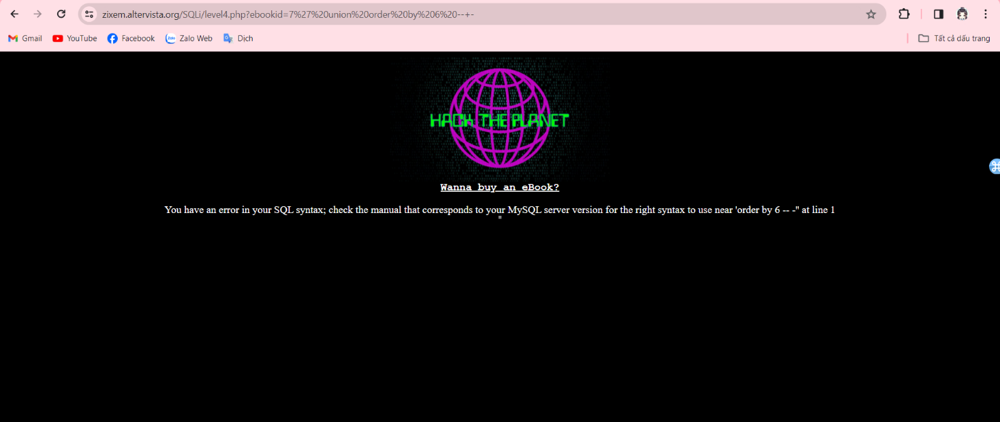 zixem.altervista.org/SQLi/level4.php?ebookid=7%27%20union%20order%20by%206%20--+-
Gmail YouTube Facebook Zalo Zalo Web Dịch Tất cả dấu trang
HACK THE PLANET
Wanna buy an eBook?
You have an error in your SQL syntax; check the manual that corresponds to your MySQL server version for the right syntax to use near 'order by 6 -- -'' at line 1